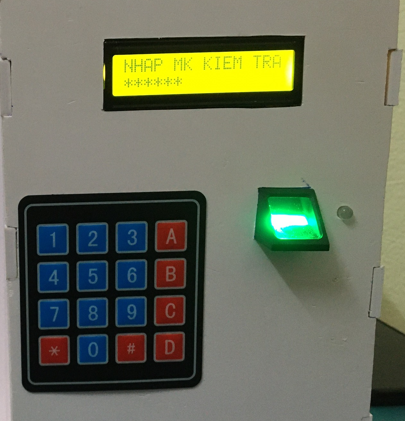 NHAP MK KIEM TRA
******
1 2 3 A
4 5 6 B
7 8 9 C
* 0 # D